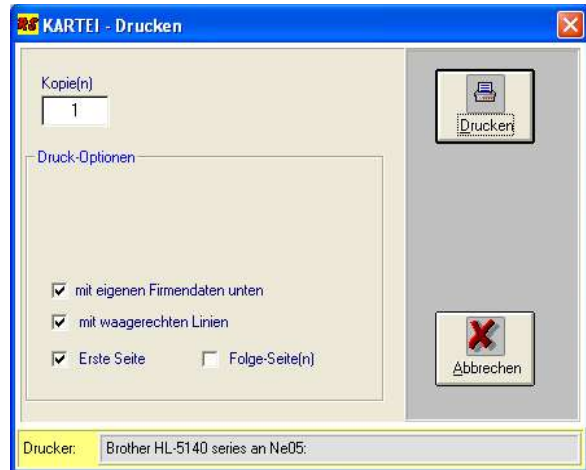 RS KARTEI - Drucken
Kopie(n)
1
Drucken
Druck-Optionen
mit eigenen Firmendaten unten
mit waagerechten Linien
Erste Seite Folge-Seite(n)
Abbrechen
Drucker: Brother HL-5140 series an Ne05: